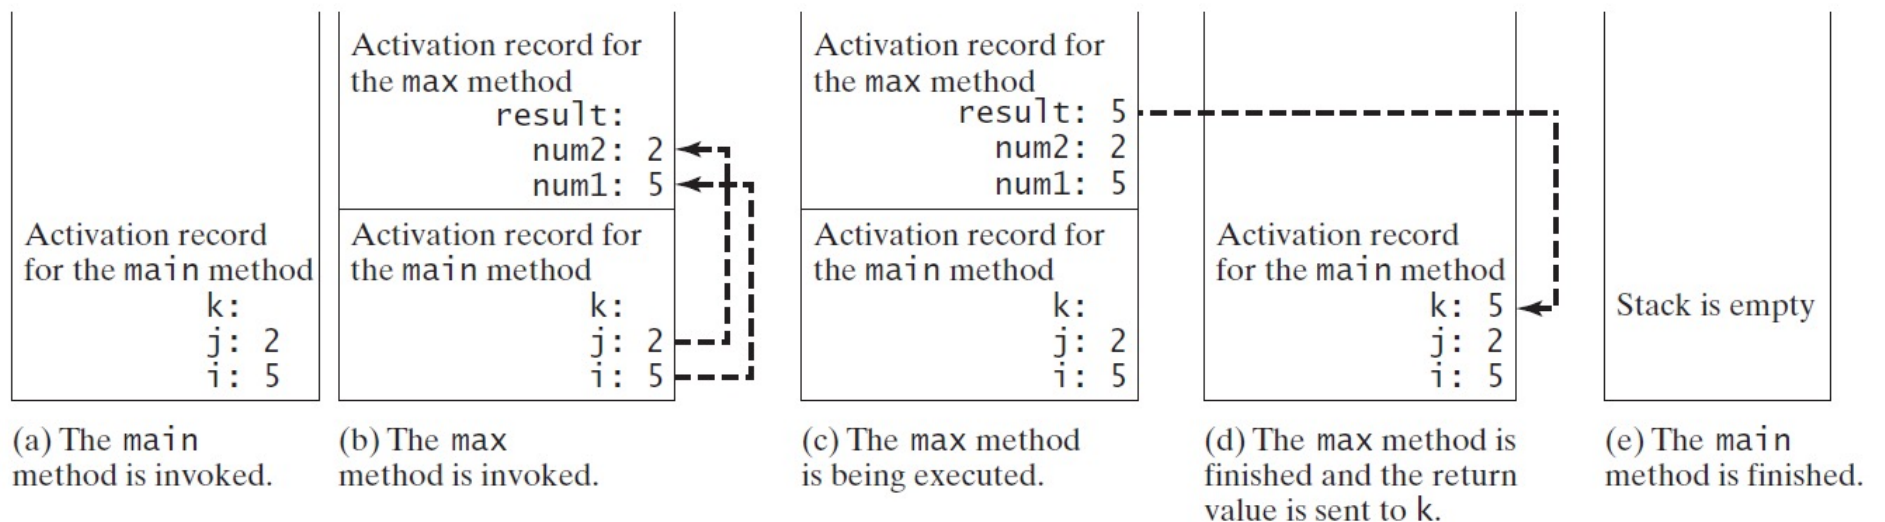 Activation record
for the main method
k:
j: 2
i: 5
(a) The main
method is invoked.
Activation record for
the max method
result:
num2: 2
num1: 5
Activation record for
the main method
k:
j: 2
i: 5
(b) The max
method is invoked.
Activation record for
the max method
result: 5
num2: 2
num1: 5
Activation record for
the main method
k:
j: 2
i: 5
(c) The max method
is being executed.
Activation record
for the main method
k: 5
j: 2
i: 5
(d) The max method is
finished and the return
value is sent to k.
Stack is empty
(e) The main
method is finished.